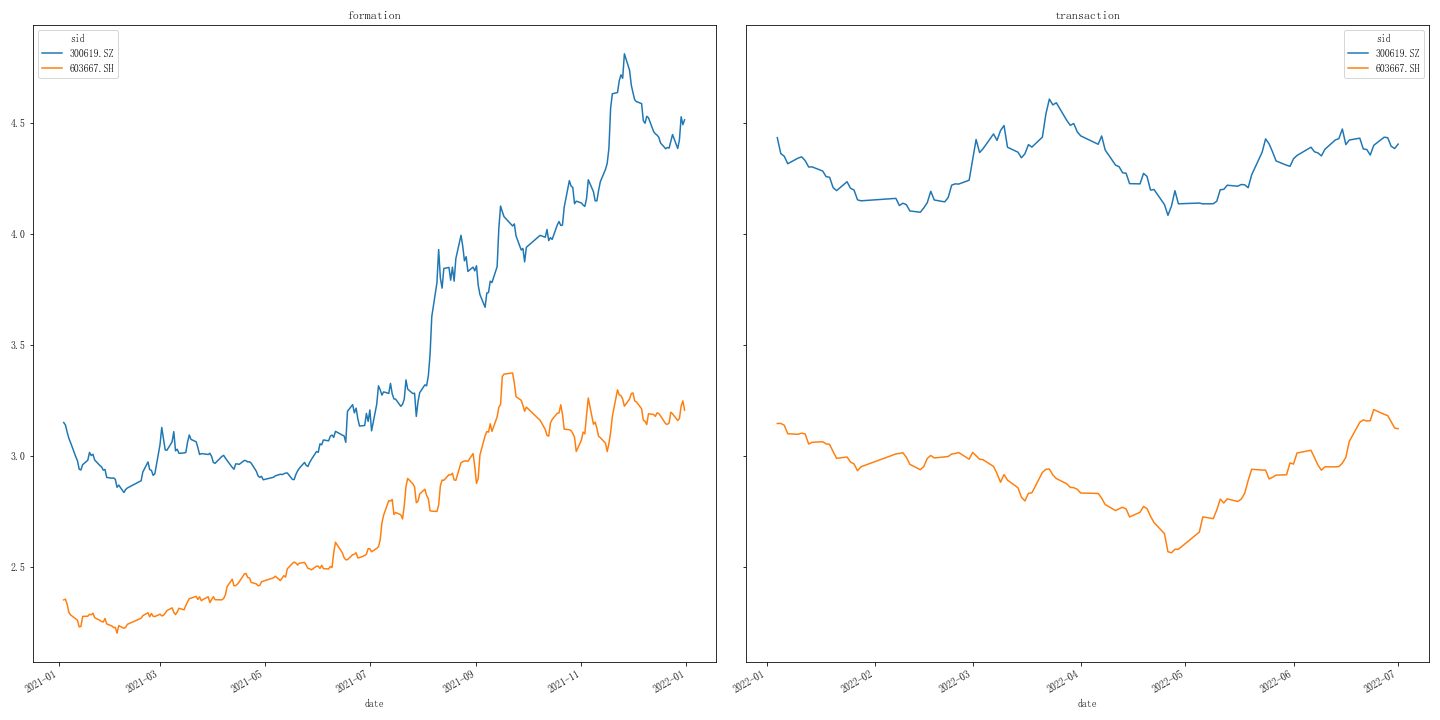 formation
sid
300619.SZ
603667.SH
4.5
4.0
3.5
3.0
2.5
2021-01
2021-03
2021-05
2021-07
2021-09
2021-11
2022-01
date
transaction
sid
300619.SZ
603667.SH
2022-01
2022-02
2022-03
2022-04
2022-05
2022-06
2022-07
date